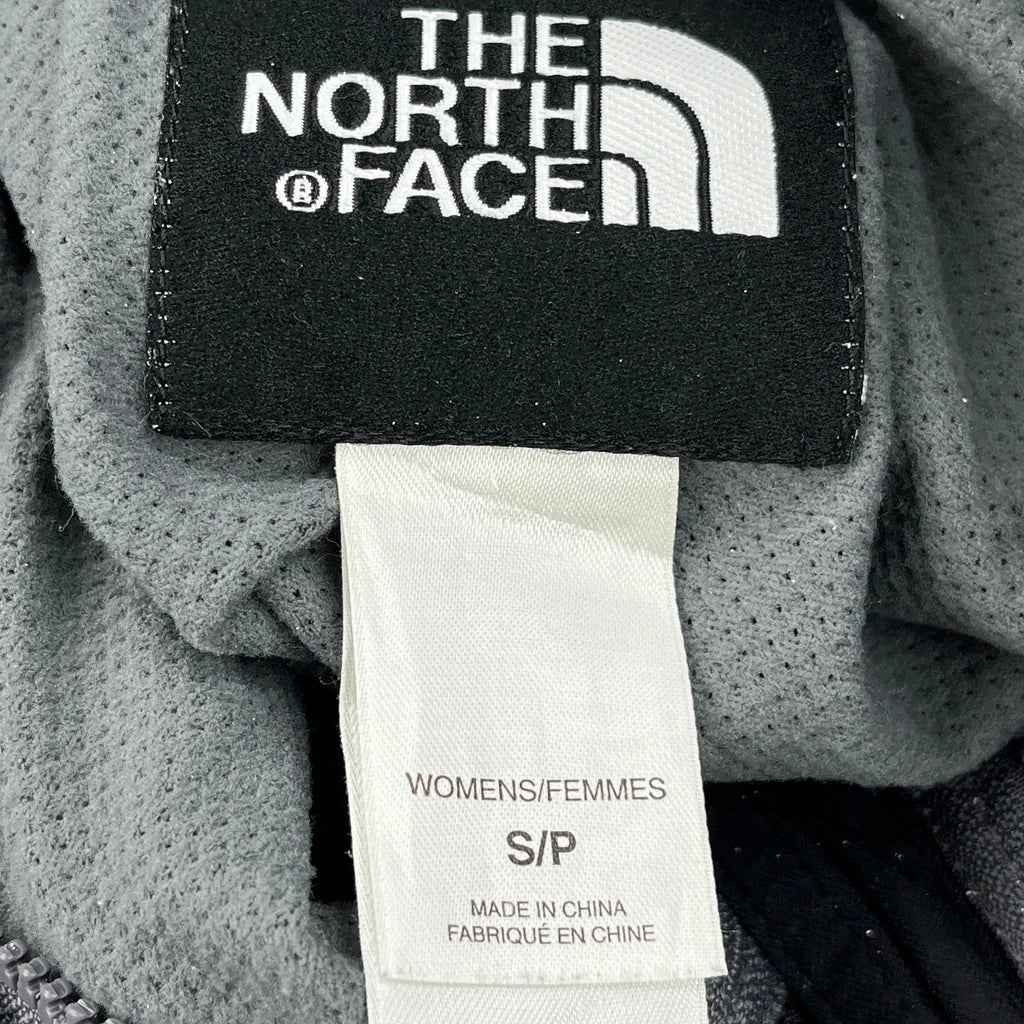 THE
NORTH
®FACE
WOMENS/FEMMES
S/P
MADE IN CHINA
FABRIQUÉ EN CHINE